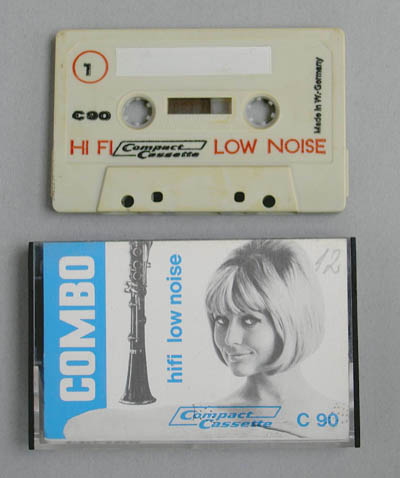 1
C90
Made in W.-Germany
HI FI Compact Cassette LOW NOISE
COMBO
hifi low noise
12
Compact Cassette
C 90